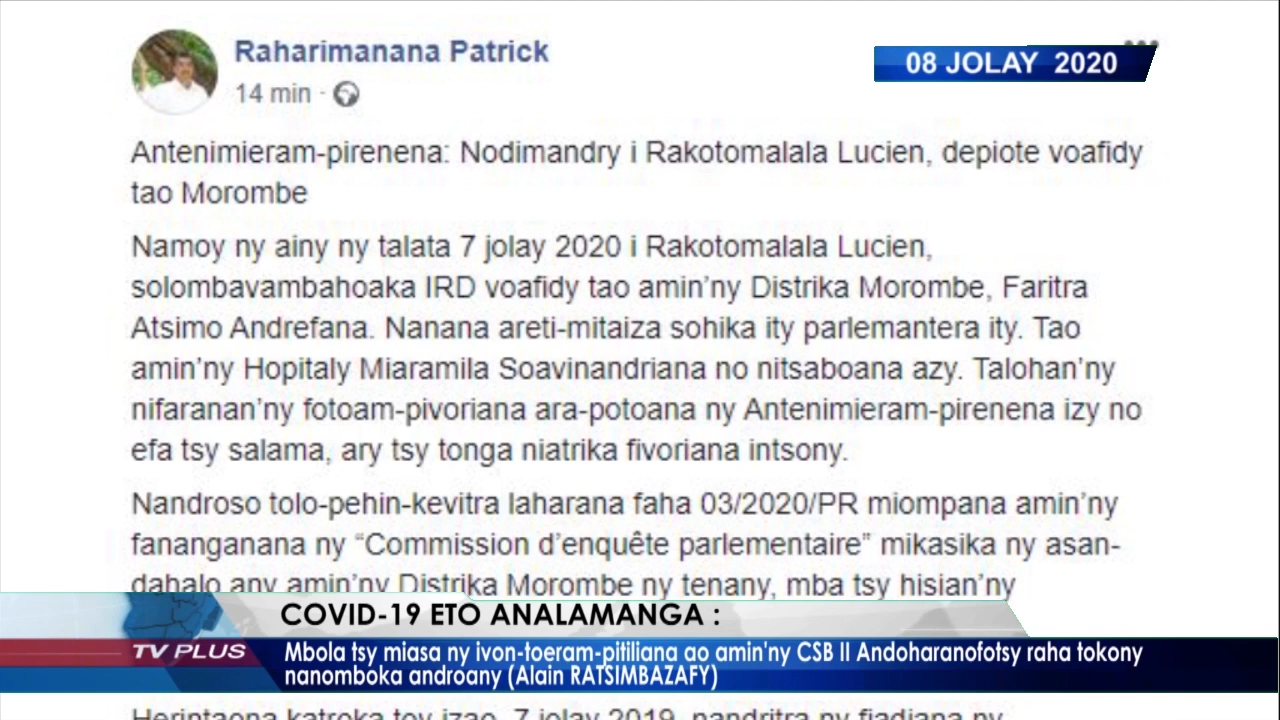 Raharimanana Patrick
14 min ·
08 JOLAY 2020
Antenimieram-pirenena: Nodimandry i Rakotomalala Lucien, depiote voafidy
tao Morombe
Namoy ny ainy ny talata 7 jolay 2020 i Rakotomalala Lucien,
solombavambahoaka IRD voafidy tao amin'ny Distrika Morombe, Faritra
Atsimo Andrefana. Nanana areti-mitaiza sohika ity parlemantera ity. Tao
amin'ny Hopitaly Miaramila Soavinandriana no nitsaboana azy. Talohan'ny
nifaranan'ny fotoam-pivoriana ara-potoana ny Antenimieram-pirenena izy no
efa tsy salama, ary tsy tonga niatrika fivoriana intsony.
Nandroso tolo-pehin-kevitra laharana faha 03/2020/PR miompana amin'ny
fananganana ny “Commission d'enquête parlementaire” mikasika ny asan-
dahalo any amin'ny Distrika Morombe ny tenany, mba tsy hisian'ny
COVID-19 ETO ANALAMANGA :
TV PLUS
Mbola tsy miasa ny ivon-toeram-pitiliana ao amin'ny CSB II Andoharanofotsy raha tokony
nanomboka androany (Alain RATSIMBAZAFY)
Herintaona katroka toy izao, 7 jolay 2019, nandritra ny